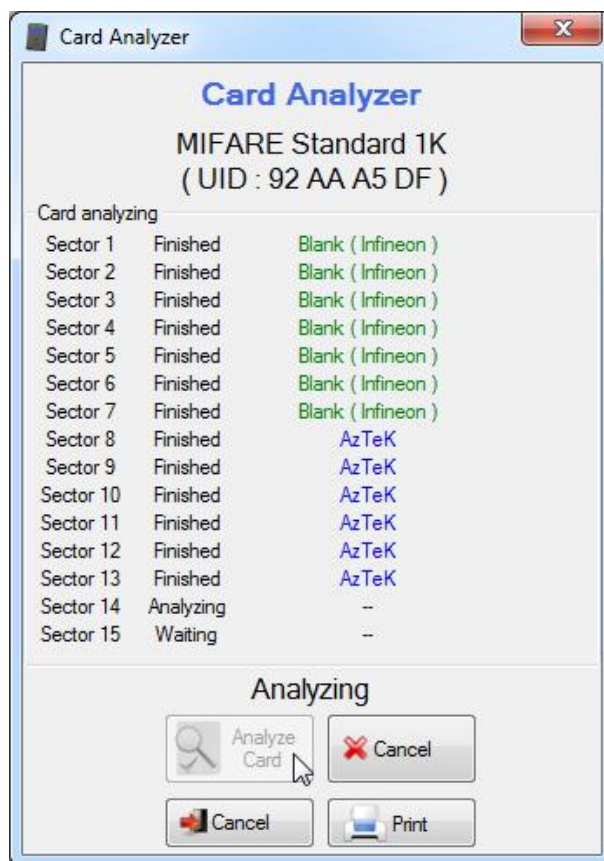 Card Analyzer
Card Analyzer
MIFARE Standard 1K
( UID : 92 AA A5 DF )
Card analyzing
Sector 1 Finished Blank ( Infineon )
Sector 2 Finished Blank ( Infineon )
Sector 3 Finished Blank ( Infineon )
Sector 4 Finished Blank ( Infineon )
Sector 5 Finished Blank ( Infineon )
Sector 6 Finished Blank ( Infineon )
Sector 7 Finished Blank ( Infineon )
Sector 8 Finished AzTeK
Sector 9 Finished AzTeK
Sector 10 Finished AzTeK
Sector 11 Finished AzTeK
Sector 12 Finished AzTeK
Sector 13 Finished AzTeK
Sector 14 Analyzing --
Sector 15 Waiting --
Analyzing
Analyze
Card
Cancel
Cancel
Print